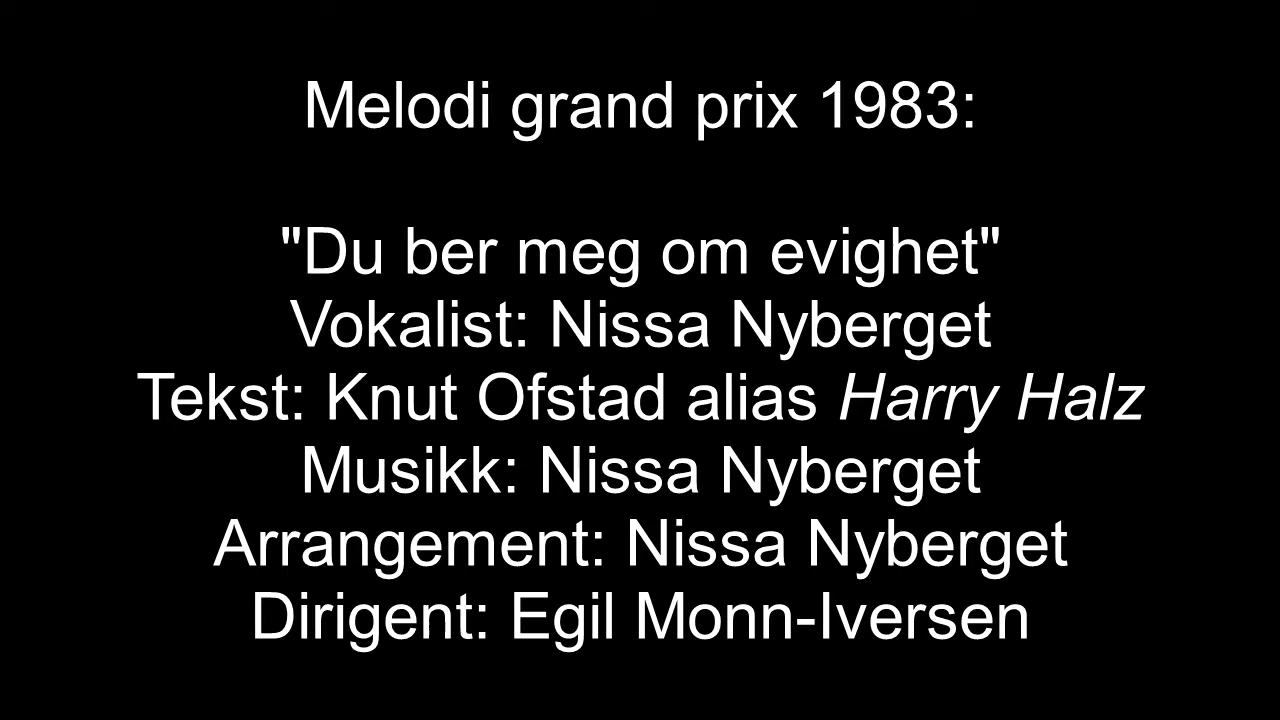 Melodi grand prix 1983:
"Du ber meg om evighet"
Vokalist: Nissa Nyberget
Tekst: Knut Ofstad alias Harry Halz
Musikk: Nissa Nyberget
Arrangement: Nissa Nyberget
Dirigent: Egil Monn-Iversen